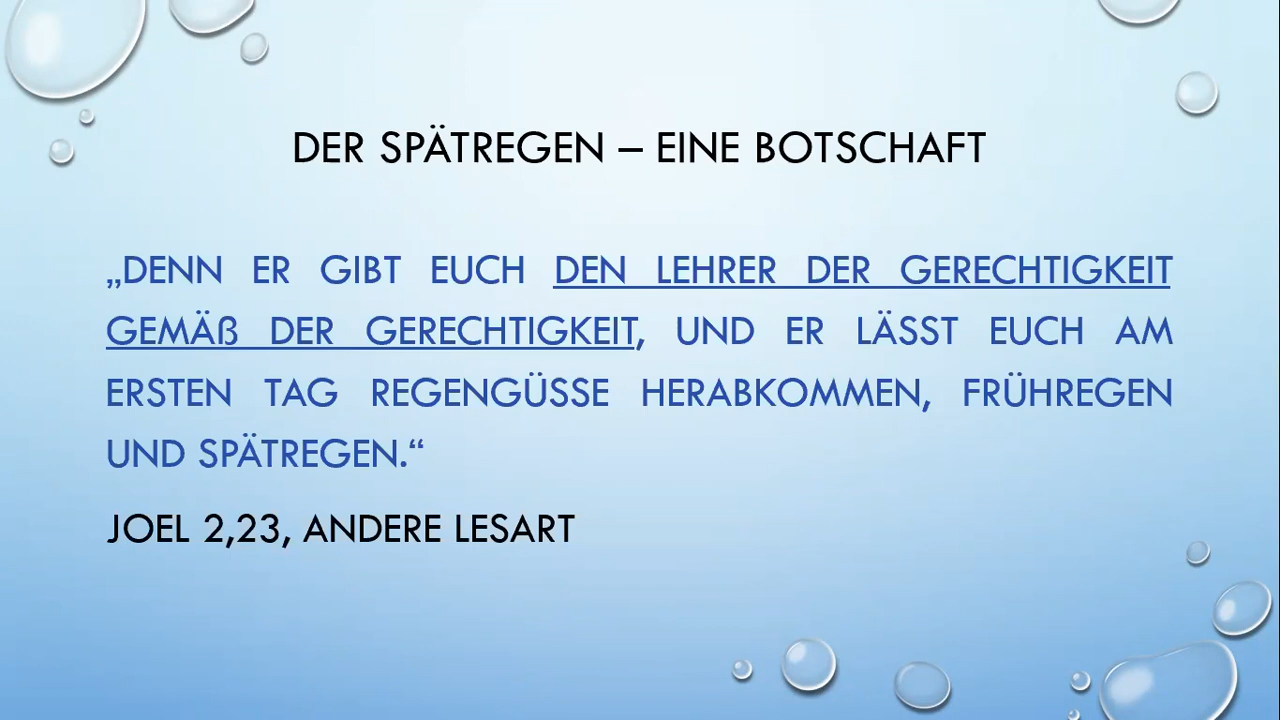 DER SPÄTREGEN – EINE BOTSCHAFT
„DENN ER GIBT EUCH DEN LEHRER DER GERECHTIGKEIT
GEMÄß DER GERECHTIGKEIT, UND ER LÄSST EUCH AM
ERSTEN TAG REGENGÜSSE HERABKOMMEN, FRÜHREGEN
UND SPÄTREGEN.“
JOEL 2,23, ANDERE LESART